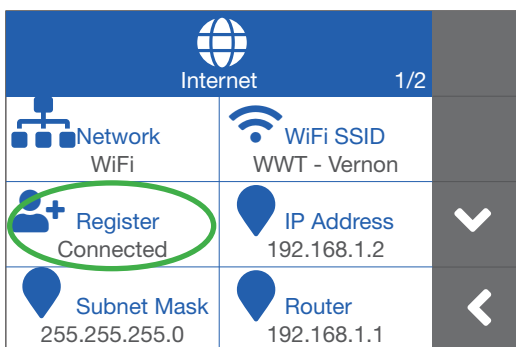 Internet 1/2
Network
WiFi
WiFi SSID
WWT - Vernon
Register
Connected
IP Address
192.168.1.2
Subnet Mask
255.255.255.0
Router
192.168.1.1